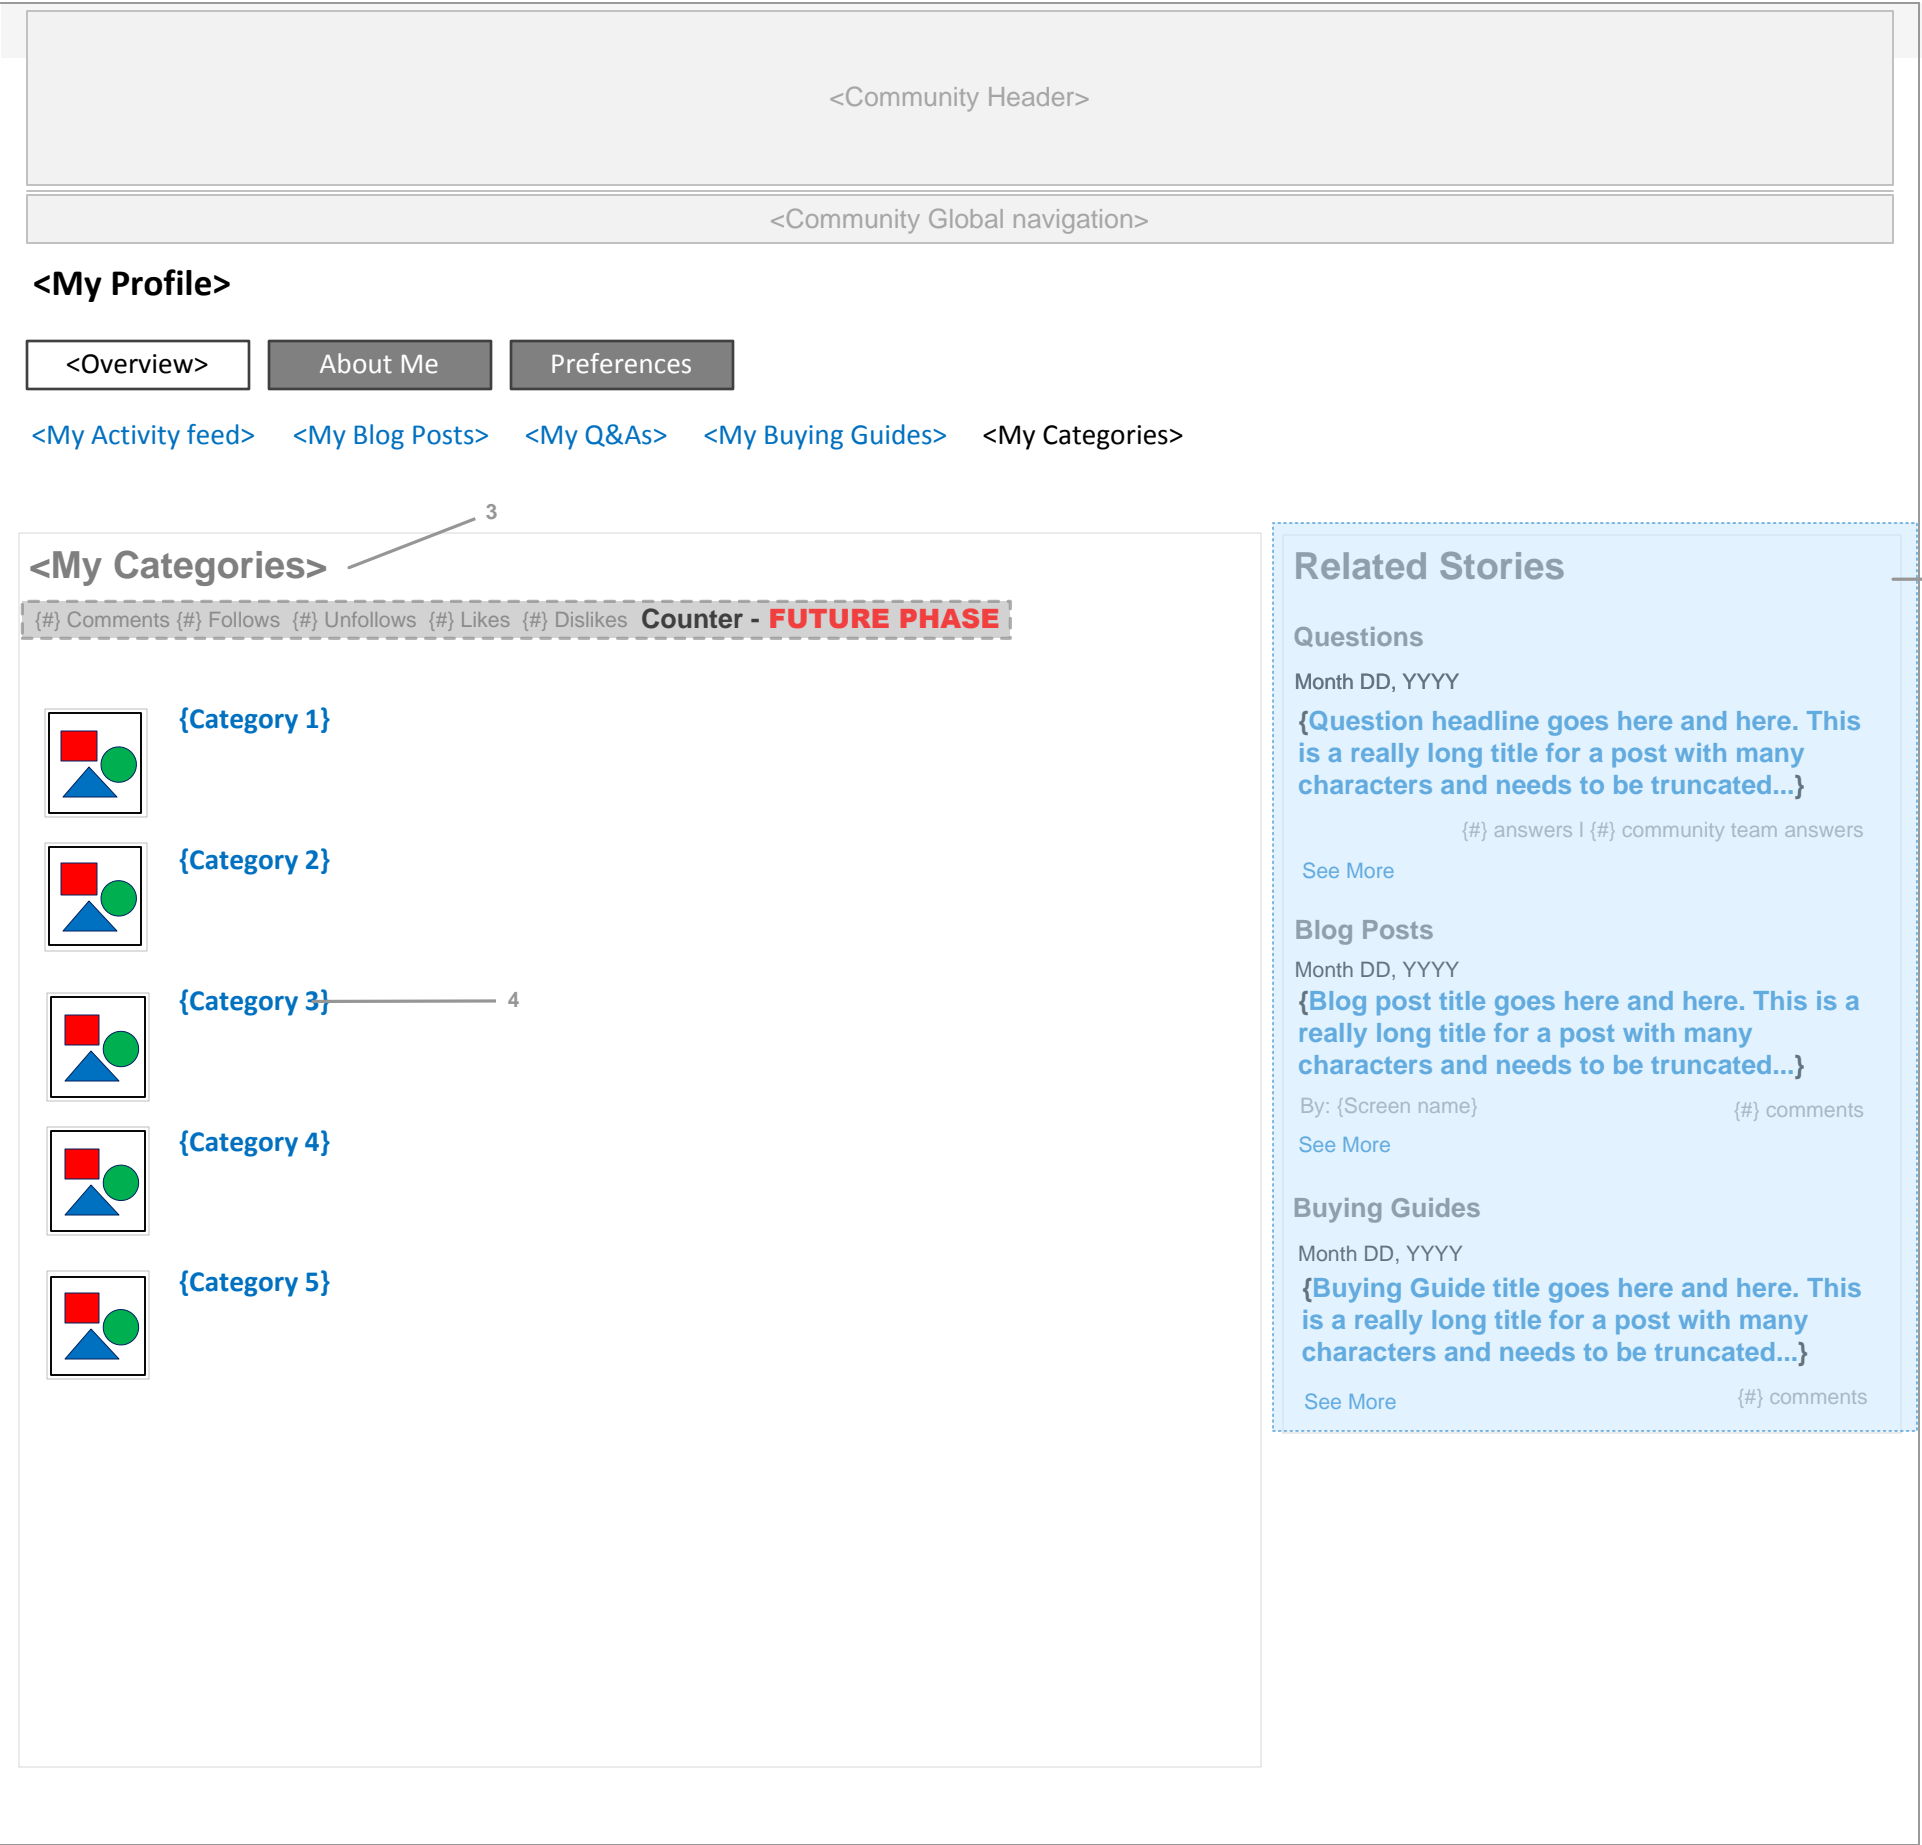 <Community Header>
<Community Global navigation>
<My Profile>
<Overview> About Me Preferences
<My Activity feed> <My Blog Posts> <My Q&As> <My Buying Guides> <My Categories>
3
<My Categories>
{#} Comments {#} Follows {#} Unfollows {#} Likes {#} Dislikes Counter - FUTURE PHASE
{Category 1}
{Category 2}
{Category 3} 4
{Category 4}
{Category 5}
Related Stories
Questions
Month DD, YYYY
{Question headline goes here and here. This
is a really long title for a post with many
characters and needs to be truncated...}
{#} answers I {#} community team answers
See More
Blog Posts
Month DD, YYYY
{Blog post title goes here and here. This is a
really long title for a post with many
characters and needs to be truncated...}
By: {Screen name} {#} comments
See More
Buying Guides
Month DD, YYYY
{Buying Guide title goes here and here. This
is a really long title for a post with many
characters and needs to be truncated...}
See More {#} comments